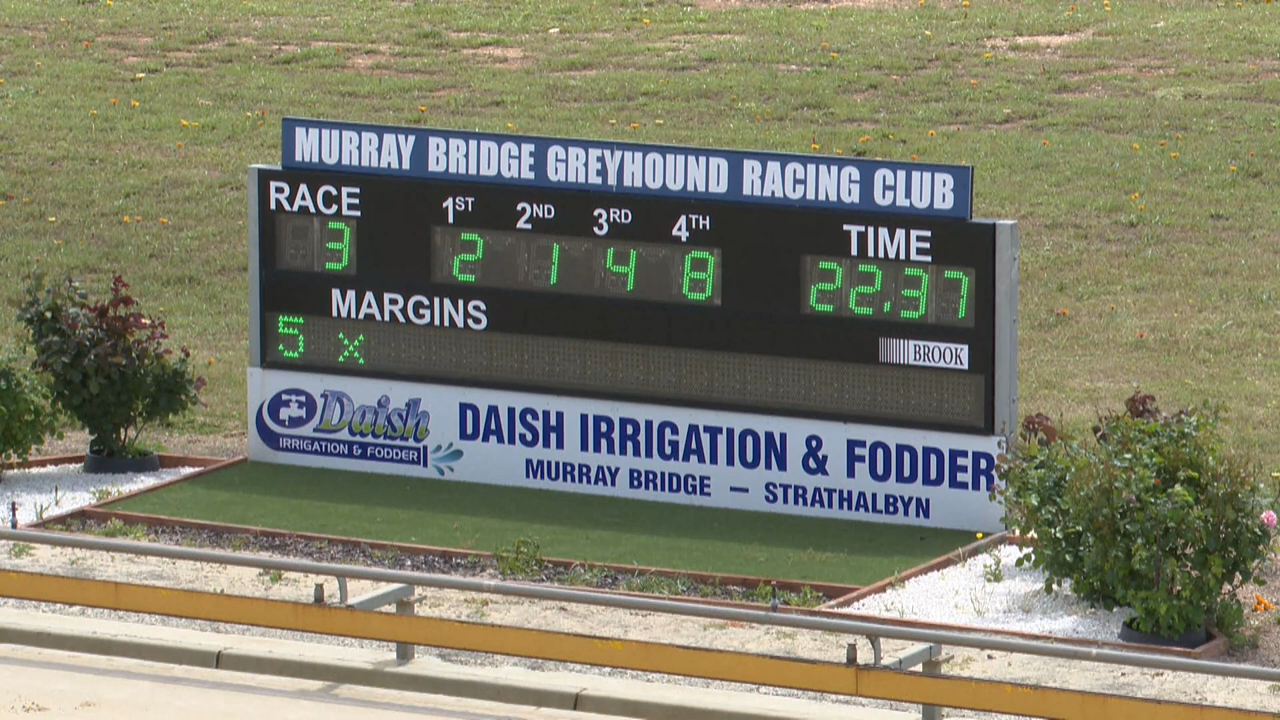 MURRAY BRIDGE GREYHOUND RACING CLUB
RACE 1ST 2ND 3RD 4TH TIME
3 2 1 4 8 22.37
MARGINS
5 x
BROOK
Daish
IRRIGATION & FODDER
DAISH IRRIGATION & FODDER
MURRAY BRIDGE – STRATHALBYN